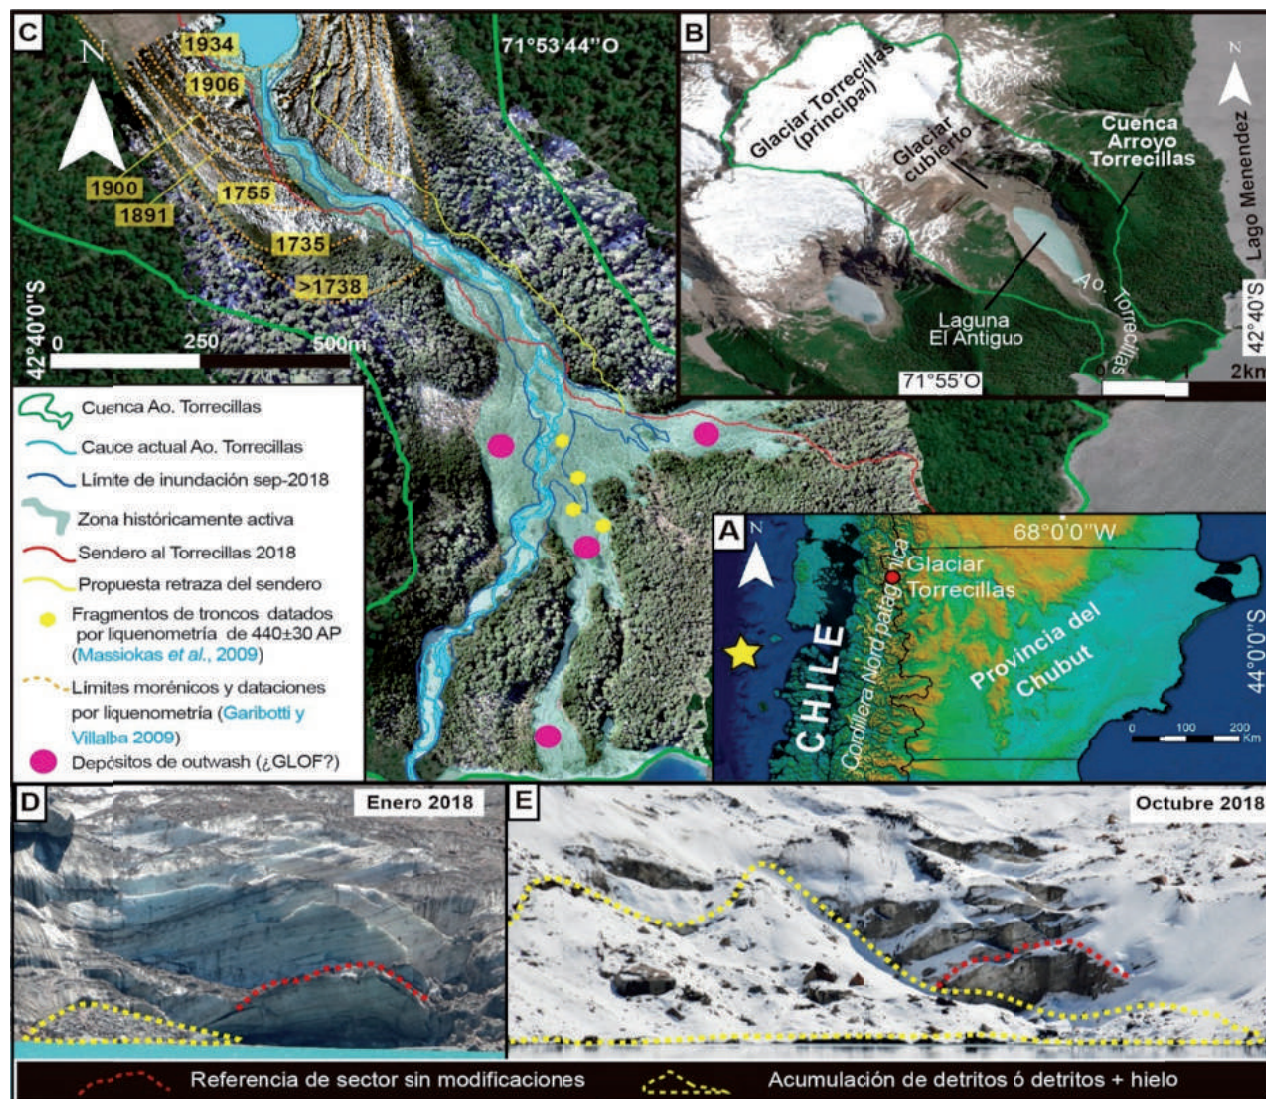 C
N
1934
1906
1900
1891
1755
1735
>1738
71°53'44''O
42°40'0"S
0 250 500m
B
N
Glaciar Torrecillas
(principal)
Glaciar
cubierto
Cuenca
Arroyo
Torrecillas
Lago Menendez
Laguna
El Antiguo
Ao. Torrecillas
42°40'S
71°55'O
0 1 2km
Cuenca Ao. Torrecillas
Cauce actual Ao. Torrecillas
Límite de inundación sep-2018
Zona históricamente activa
Sendero al Torrecillas 2018
Propuesta retraza del sendero
Fragmentos de troncos datados
por liquenometría de 440±30 AP
(Massiokas et al., 2009)
Límites morénicos y dataciones
por liquenometría (Garibotti y
Villalba 2009)
Depósitos de outwash (¿GLOF?)
A
N
68°0'0''W
Glaciar
Torrecillas
CHILE
Cordillera Nord patagónica
Provincia del
Chubut
44°0'0''S
0 100 200
Km
D
Enero 2018
E
Octubre 2018
Referencia de sector sin modificaciones
Acumulación de detritos ó detritos + hielo